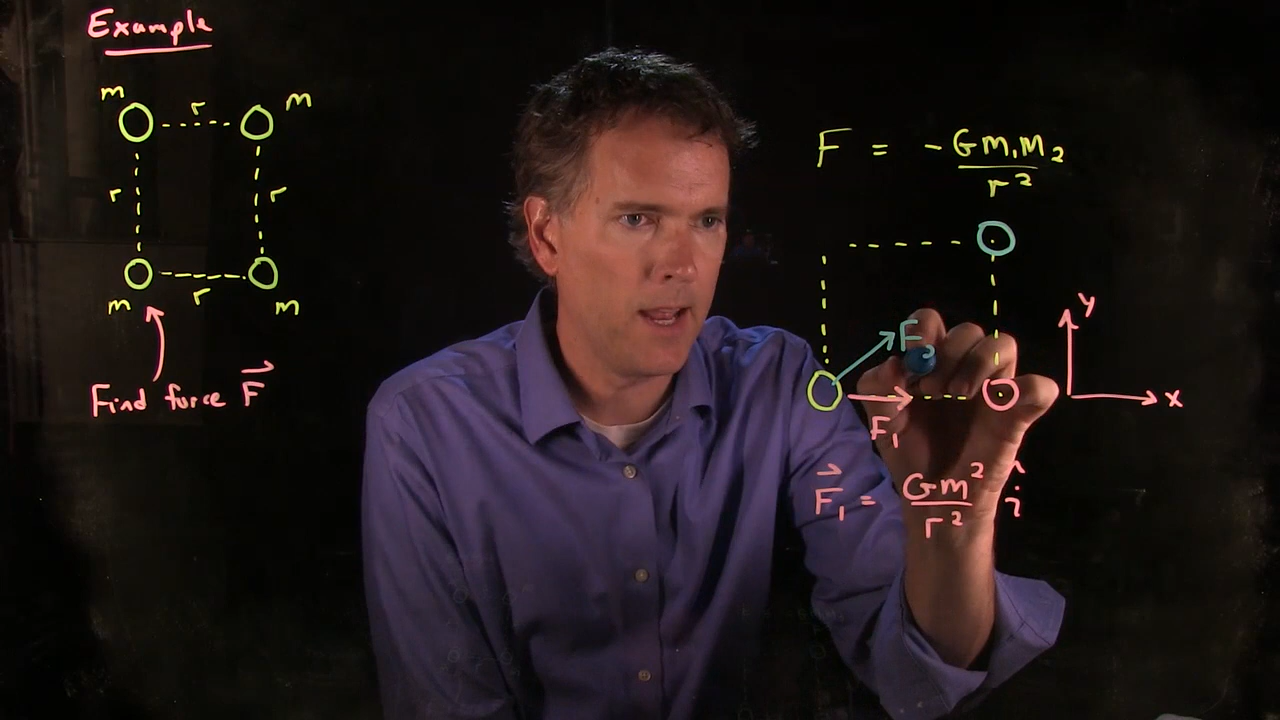 Example
m r m
r r
r
m m
Find force F⃗
F = - Gm₁m₂ / r²
y
F₂
x
F₁
F⃗₁ = Gm² / r² î